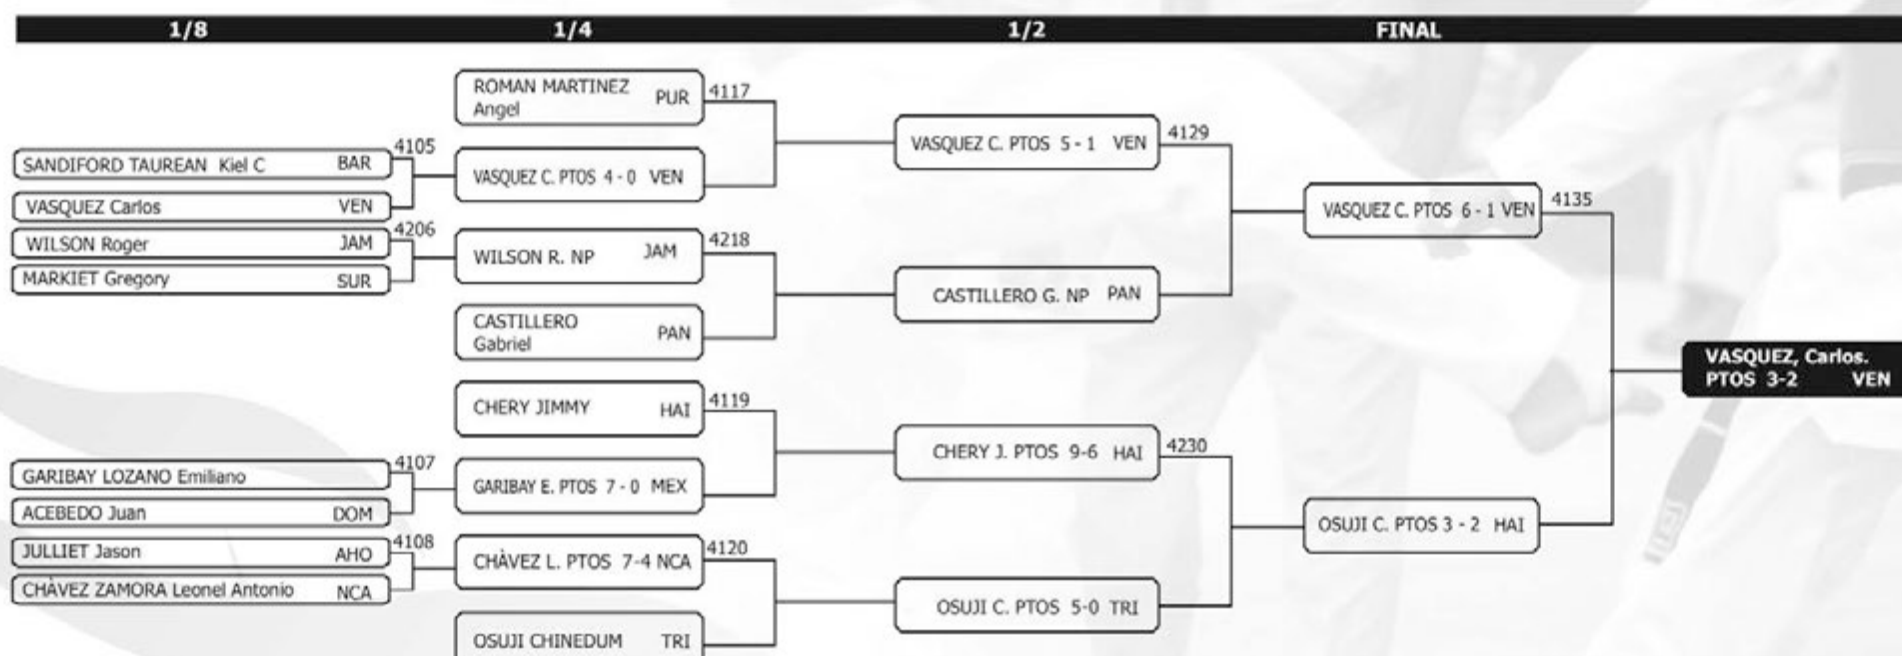 1/8 1/4 1/2 FINAL
SANDIFORD TAUREAN Kiel C BAR
4105
VASQUEZ Carlos VEN
WILSON Roger JAM
4206
MARKIET Gregory SUR
GARIBAY LOZANO Emiliano
4107
ACEBEDO Juan DOM
JULLIET Jason AHO
4108
CHÀVEZ ZAMORA Leonel Antonio NCA
ROMAN MARTINEZ
Angel PUR
4117
VASQUEZ C. PTOS 4 - 0 VEN
WILSON R. NP JAM
4218
CASTILLERO
Gabriel PAN
CHERY JIMMY HAI
4119
GARIBAY E. PTOS 7 - 0 MEX
CHÀVEZ L. PTOS 7-4 NCA
4120
OSUJI CHINEDUM TRI
VASQUEZ C. PTOS 5 - 1 VEN
4129
CASTILLERO G. NP PAN
CHERY J. PTOS 9-6 HAI
4230
OSUJI C. PTOS 5-0 TRI
VASQUEZ C. PTOS 6 - 1 VEN
4135
OSUJI C. PTOS 3 - 2 HAI
VASQUEZ, Carlos.
PTOS 3-2 VEN